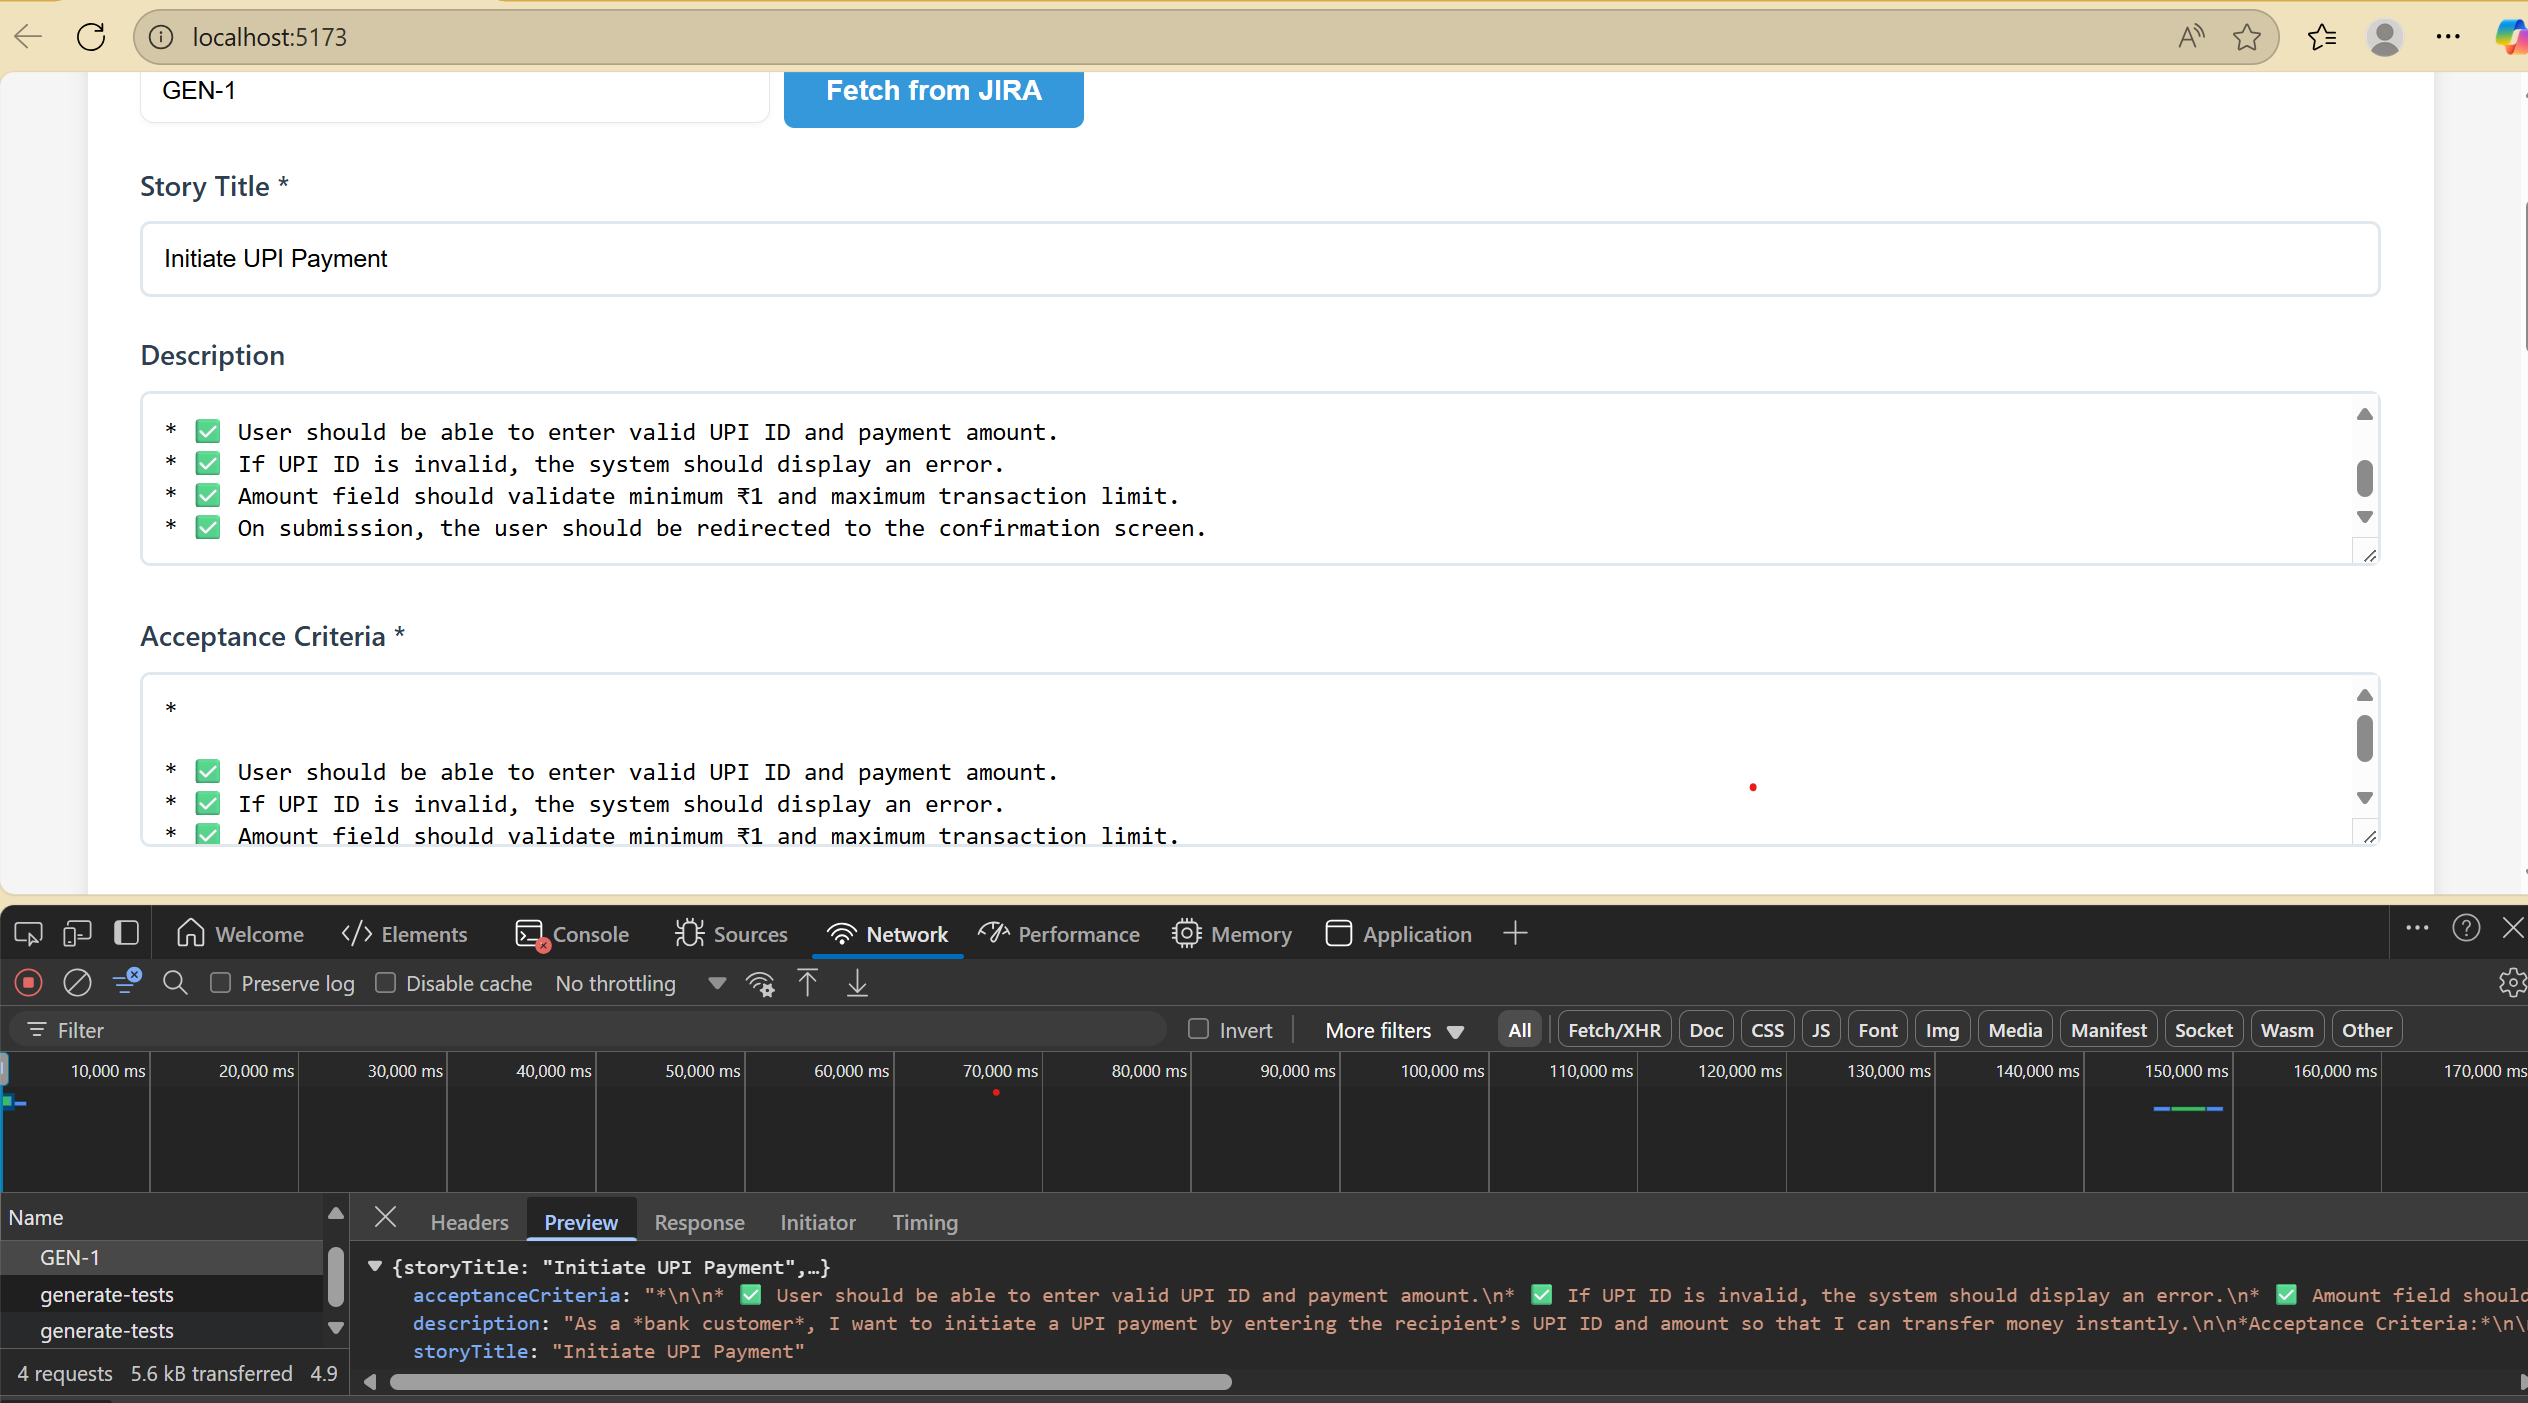 localhost:5173
GEN-1
Fetch from JIRA
Story Title *
Initiate UPI Payment
Description
* ✅ User should be able to enter valid UPI ID and payment amount.
* ✅ If UPI ID is invalid, the system should display an error.
* ✅ Amount field should validate minimum ₹1 and maximum transaction limit.
* ✅ On submission, the user should be redirected to the confirmation screen.
Acceptance Criteria *
*
* ✅ User should be able to enter valid UPI ID and payment amount.
* ✅ If UPI ID is invalid, the system should display an error.
* ✅ Amount field should validate minimum ₹1 and maximum transaction limit.
Welcome Elements Console Sources Network Performance Memory Application
Preserve log Disable cache No throttling
Filter Invert More filters All Fetch/XHR Doc CSS JS Font Img Media Manifest Socket Wasm Other
10,000 ms 20,000 ms 30,000 ms 40,000 ms 50,000 ms 60,000 ms 70,000 ms 80,000 ms 90,000 ms 100,000 ms 110,000 ms 120,000 ms 130,000 ms 140,000 ms 150,000 ms 160,000 ms 170,000 ms
Name
GEN-1
generate-tests
generate-tests
4 requests 5.6 kB transferred 4.9
Headers Preview Response Initiator Timing
{storyTitle: "Initiate UPI Payment",…}
acceptanceCriteria: "*\n\n* ✅ User should be able to enter valid UPI ID and payment amount.\n* ✅ If UPI ID is invalid, the system should display an error.\n* ✅ Amount field should
description: "As a *bank customer*, I want to initiate a UPI payment by entering the recipient’s UPI ID and amount so that I can transfer money instantly.\n\n*Acceptance Criteria:*\n\
storyTitle: "Initiate UPI Payment"